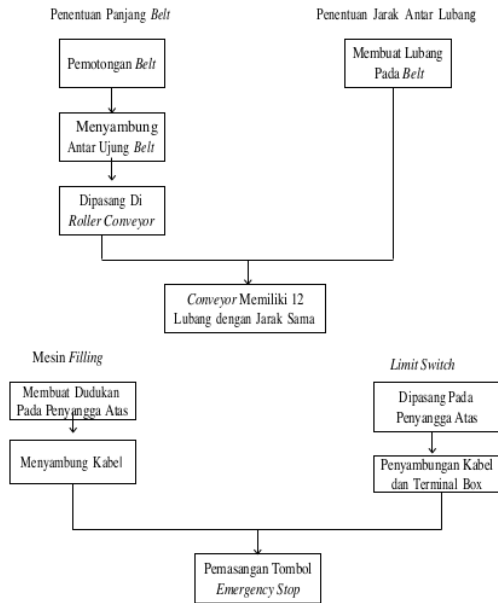 Penentuan Panjang Belt
Penentuan Jarak Antar Lubang
Pemotongan Belt
Membuat Lubang
Pada Belt
Menyambung
Antar Ujung Belt
Dipasang Di
Roller Conveyor
Conveyor Memiliki 12
Lubang dengan Jarak Sama
Mesin Filling
Limit Switch
Membuat Dudukan
Pada Penyangga Atas
Dipasang Pada
Penyangga Atas
Menyambung Kabel
Penyambungan Kabel
dan Terminal Box
Pemasangan Tombol
Emergency Stop